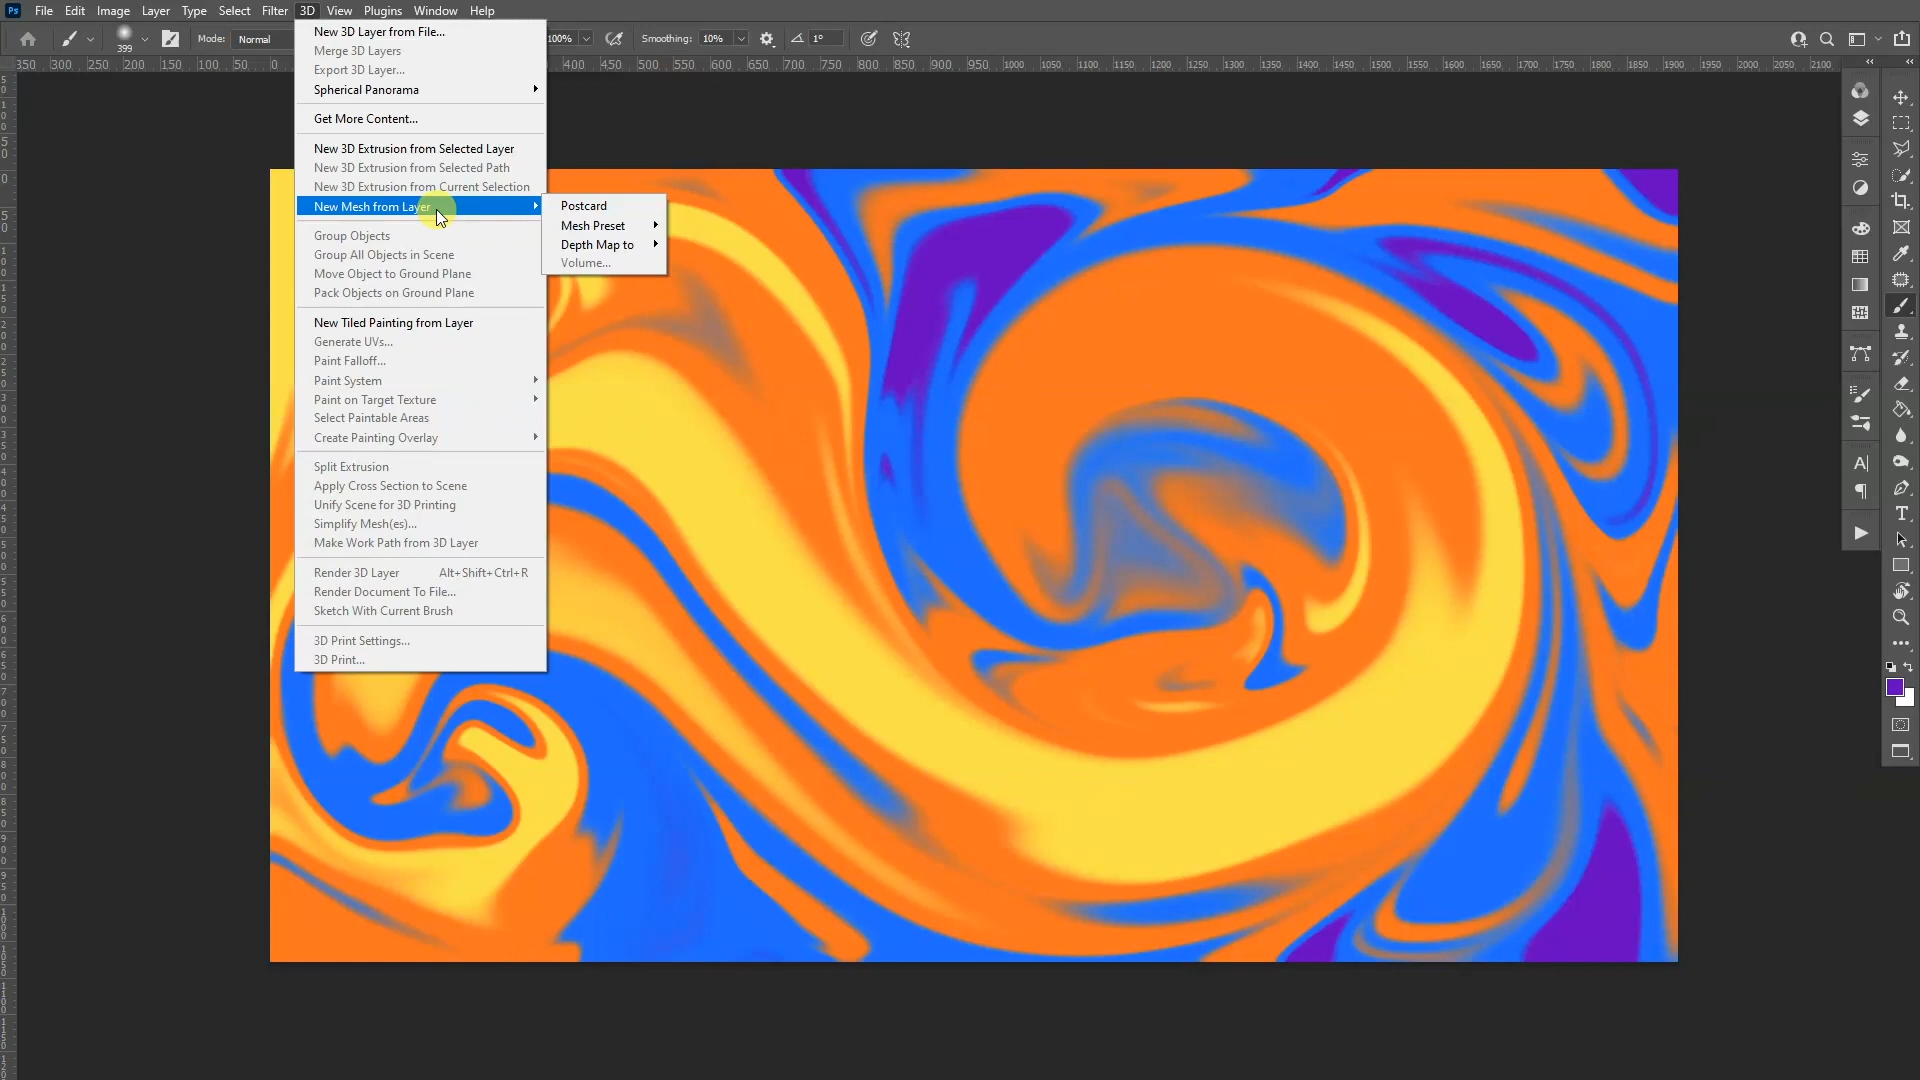 Ps File Edit Image Layer Type Select Filter 3D View Plugins Window Help
399 Mode: Normal 100% Smoothing: 10% 1°
350 300 250 200 150 100 50 0 400 450 500 550 600 650 700 750 800 850 900 950 1000 1050 1100 1150 1200 1250 1300 1350 1400 1450 1500 1550 1600 1650 1700 1750 1800 1850 1900 1950 2000 2050 2100
New 3D Layer from File...
Merge 3D Layers
Export 3D Layer...
Spherical Panorama
Get More Content...
New 3D Extrusion from Selected Layer
New 3D Extrusion from Selected Path
New 3D Extrusion from Current Selection
New Mesh from Layer
Postcard
Mesh Preset
Depth Map to
Volume...
Group Objects
Group All Objects in Scene
Move Object to Ground Plane
Pack Objects on Ground Plane
New Tiled Painting from Layer
Generate UVs...
Paint Falloff...
Paint System
Paint on Target Texture
Select Paintable Areas
Create Painting Overlay
Split Extrusion
Apply Cross Section to Scene
Unify Scene for 3D Printing
Simplify Mesh(es)...
Make Work Path from 3D Layer
Render 3D Layer Alt+Shift+Ctrl+R
Render Document To File...
Sketch With Current Brush
3D Print Settings...
3D Print...